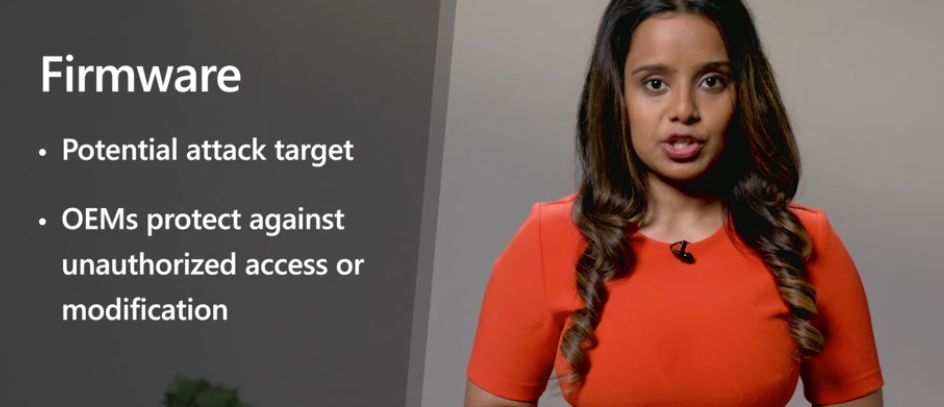 Firmware
• Potential attack target
• OEMs protect against
unauthorized access or
modification